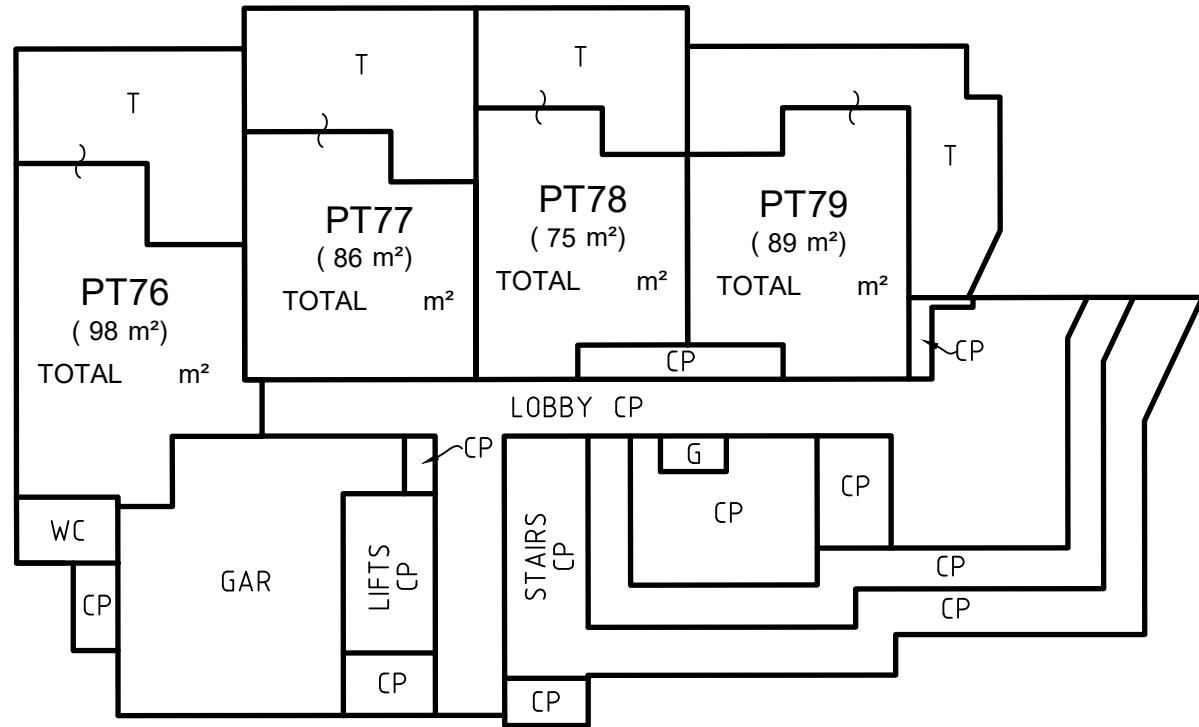 T
T
T
T
PT76
( 98 m²)
TOTAL m²
PT77
( 86 m²)
TOTAL m²
PT78
( 75 m²)
TOTAL m²
PT79
( 89 m²)
TOTAL m²
CP
CP
LOBBY CP
CP
G
CP
CP
WC
CP
GAR
LIFTS
CP
CP
STAIRS
CP
CP
CP
CP